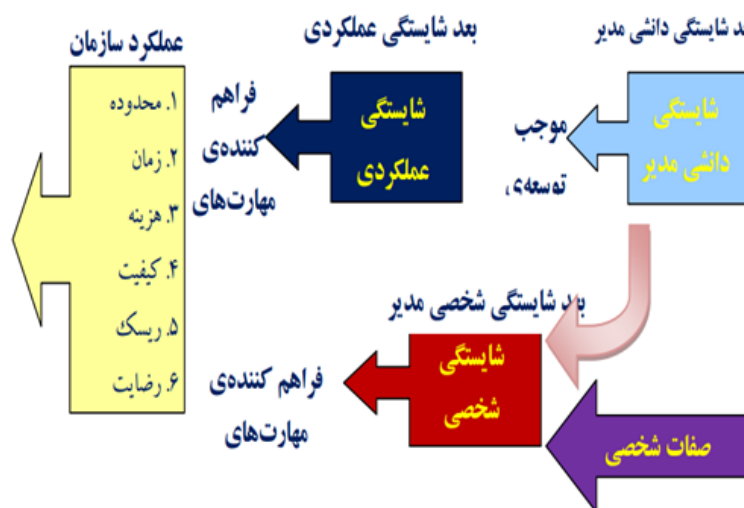 بعد شایستگی دانشی مدیر
شایستگی
دانشی مدیر
موجب
توسعه‌ی
بعد شایستگی عملکردی
شایستگی
عملکردی
فراهم
کننده‌ی
مهارت‌های
عملکرد سازمان
۱. محدوده
۲. زمان
۳. هزینه
۴. کیفیت
۵. ریسک
۶. رضایت
بعد شایستگی شخصی مدیر
شایستگی
شخصی
فراهم کننده‌ی
مهارت‌های
صفات شخصی